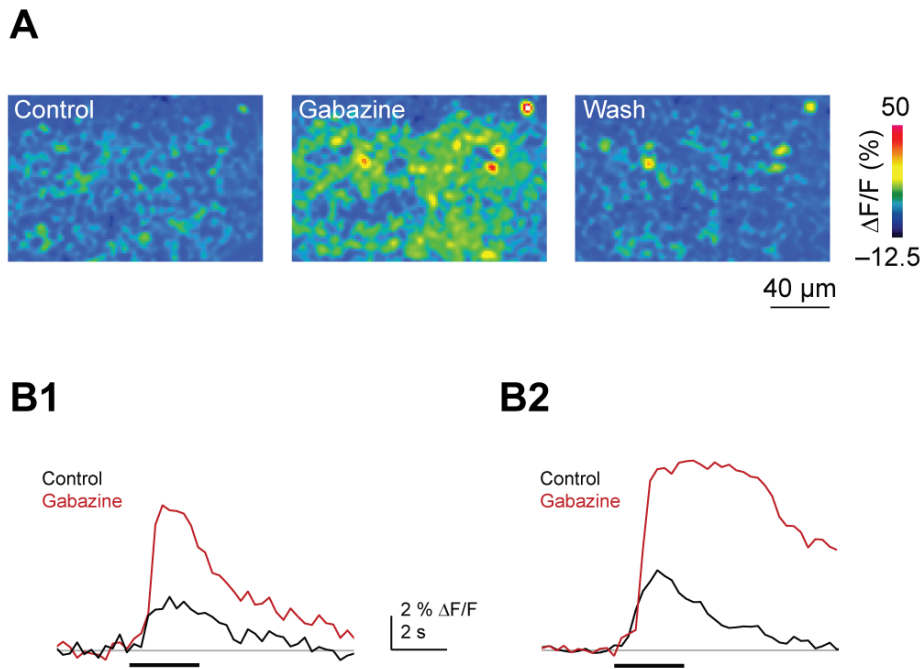 A
Control
Gabazine
Wash
50
ΔF/F (%)
–12.5
40 µm
B1
B2
Control
Gabazine
Control
Gabazine
2 % ΔF/F
2 s